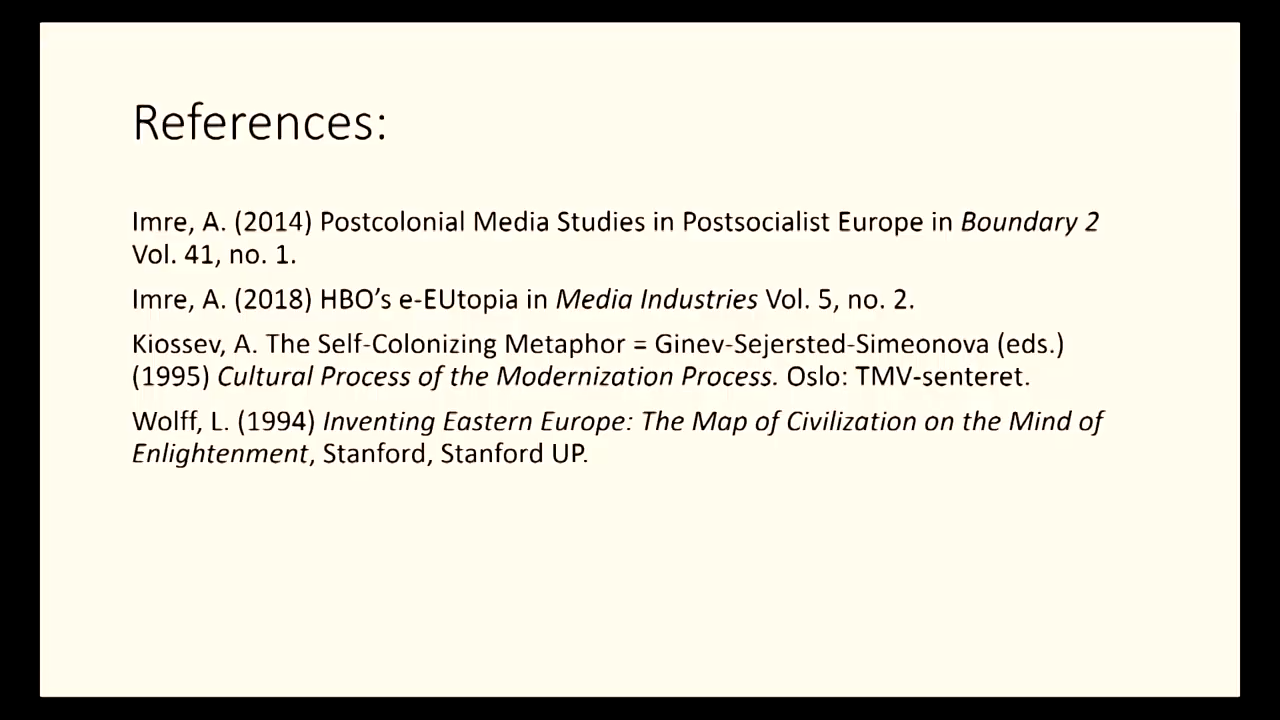 References:
Imre, A. (2014) Postcolonial Media Studies in Postsocialist Europe in Boundary 2
Vol. 41, no. 1.
Imre, A. (2018) HBO’s e-EUtopia in Media Industries Vol. 5, no. 2.
Kiossev, A. The Self-Colonizing Metaphor = Ginev-Sejersted-Simeonova (eds.)
(1995) Cultural Process of the Modernization Process. Oslo: TMV-senteret.
Wolff, L. (1994) Inventing Eastern Europe: The Map of Civilization on the Mind of
Enlightenment, Stanford, Stanford UP.